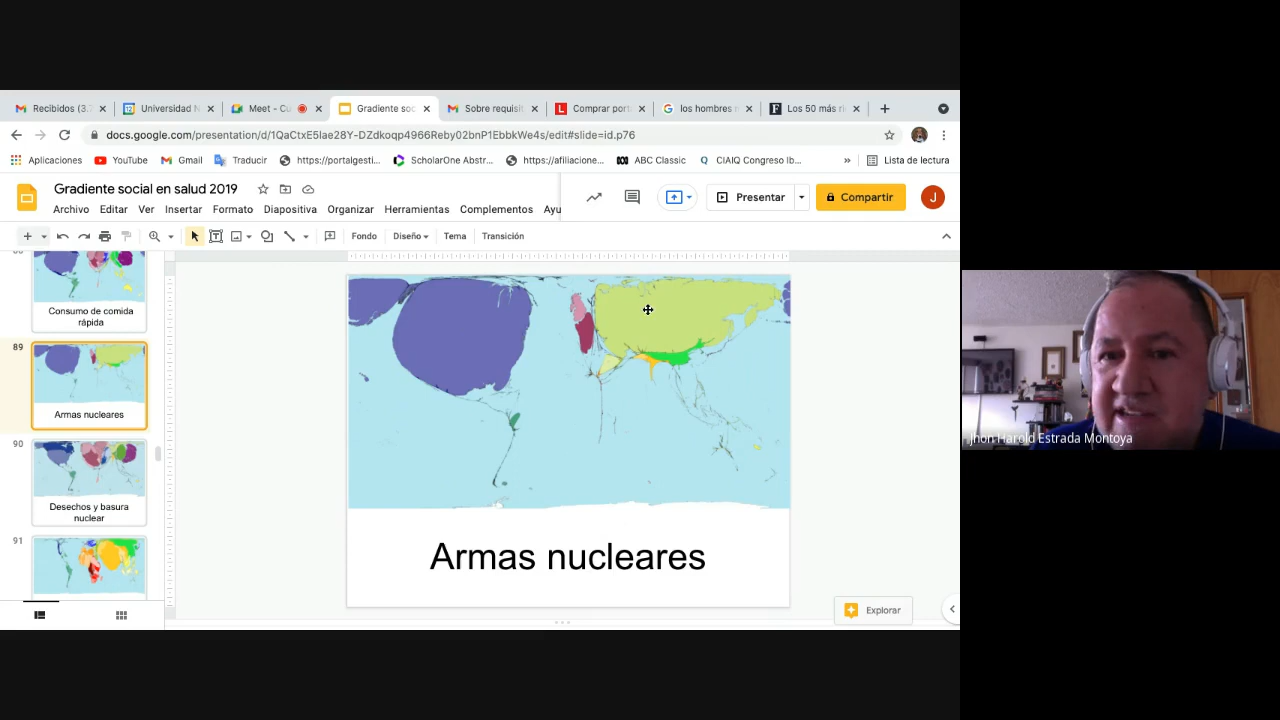 Recibidos (3.
Universidad N
Meet - Cu
Gradiente soc
Sobre requisit
Comprar port
los hombres m
Los 50 más ri
docs.google.com/presentation/d/1QaCtxE5lae28Y-DZdkoqp4966Reby02bnP1EbbkWe4s/edit#slide=id.p76
Aplicaciones
YouTube
Gmail
Traducir
https://portalgesti...
ScholarOne Abstr...
https://afiliacione...
ABC Classic
CIAIQ Congreso Ib...
»
Lista de lectura
Gradiente social en salud 2019
Archivo Editar Ver Insertar Formato Diapositiva Organizar Herramientas Complementos Ayu
Presentar
Compartir
J
Fondo
Diseño
Tema
Transición
Consumo de comida
rápida
89
Armas nucleares
90
Desechos y basura
nuclear
91
Armas nucleares
Explorar
Jhon Harold Estrada Montoya